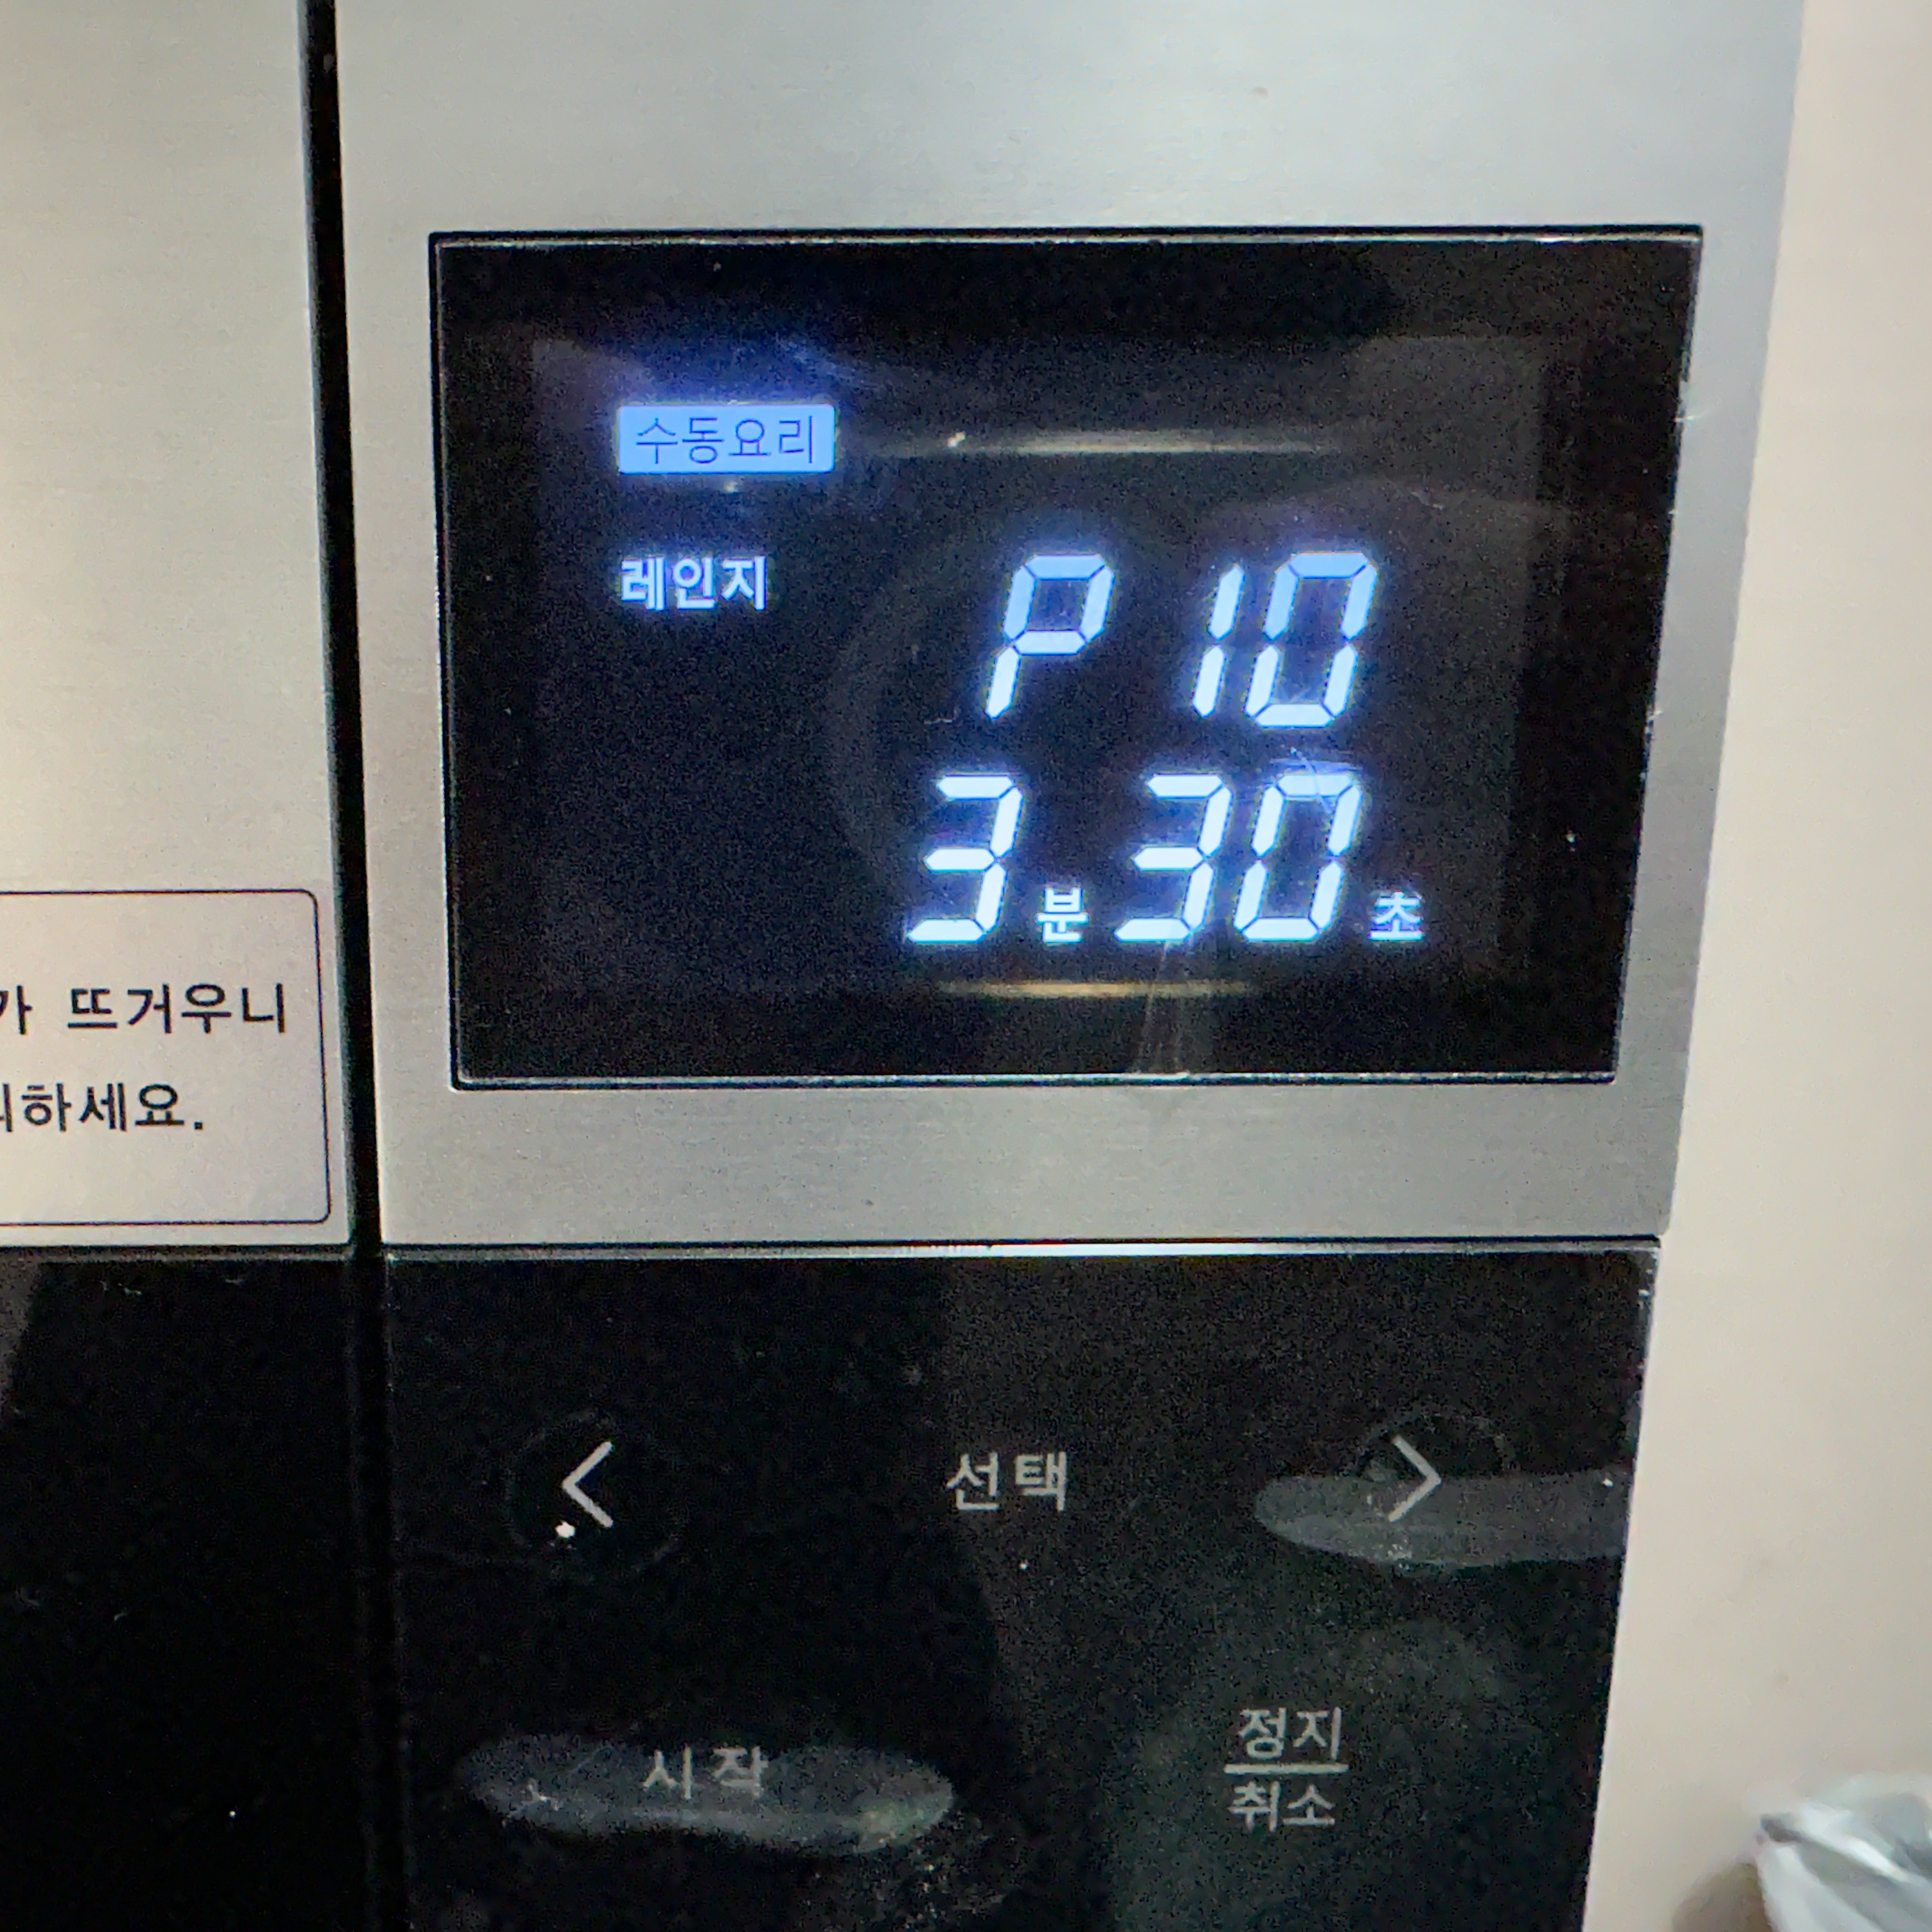 수동요리
레인지
P 10
3분 30초
가 뜨거우니
하세요.
< 선택 >
시작
정지
취소